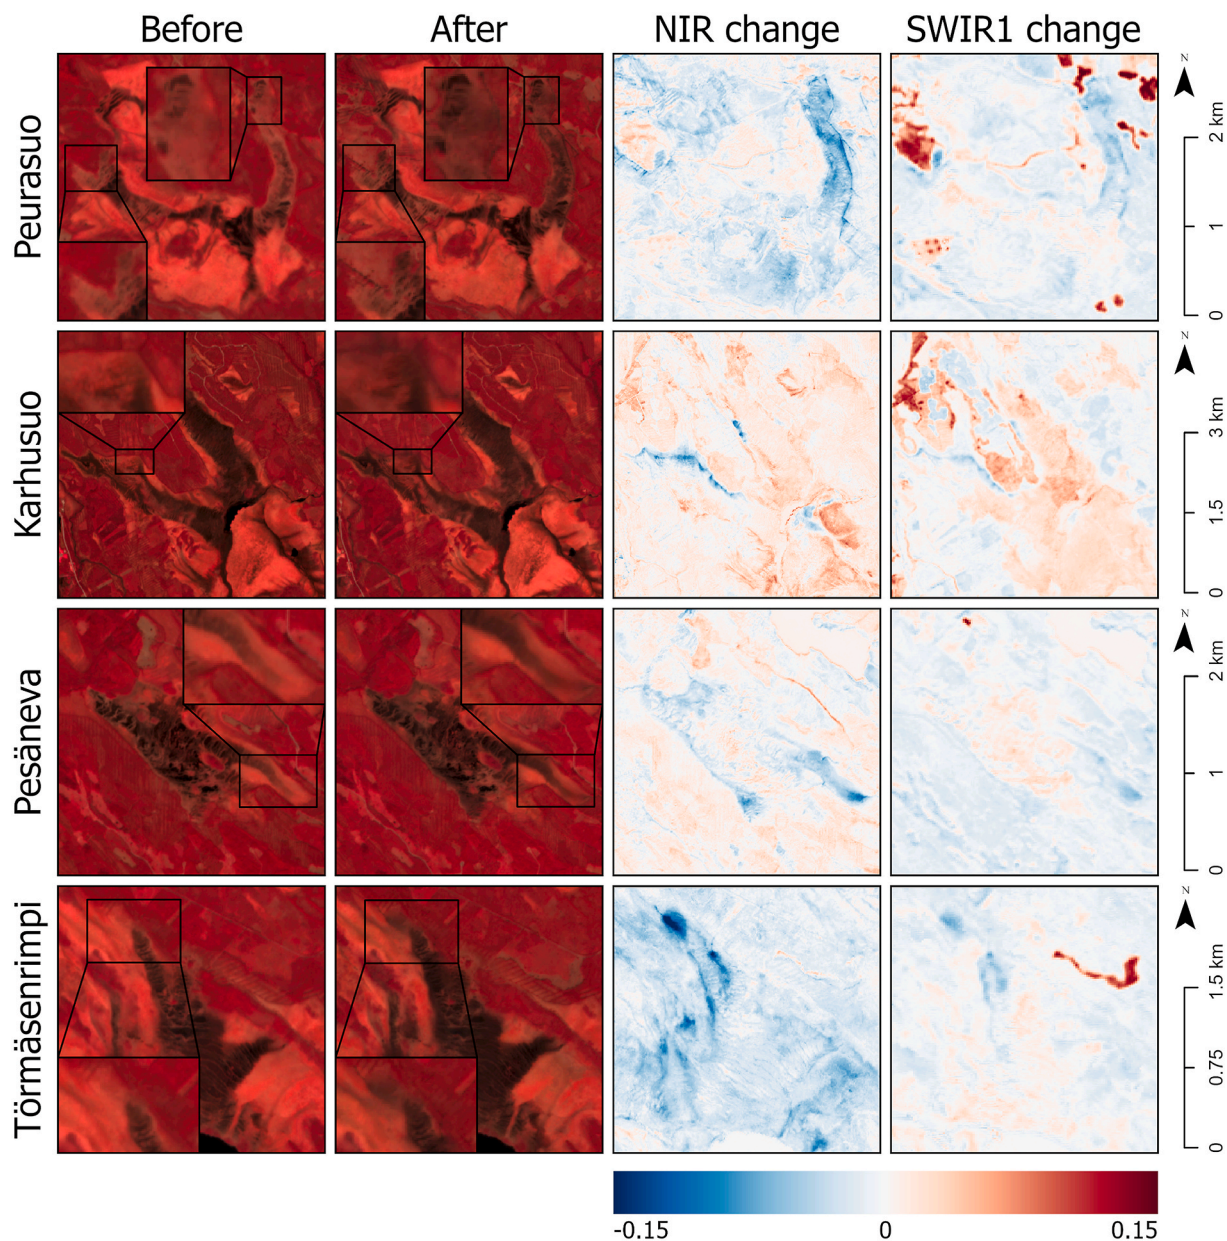 Before After NIR change SWIR1 change
Peurasuo
N
2 km
1
0
Karhusuo
N
3 km
1.5
0
Pesäneva
N
2 km
1
0
Törmäsenrimpi
N
1.5 km
0.75
0
-0.15 0 0.15